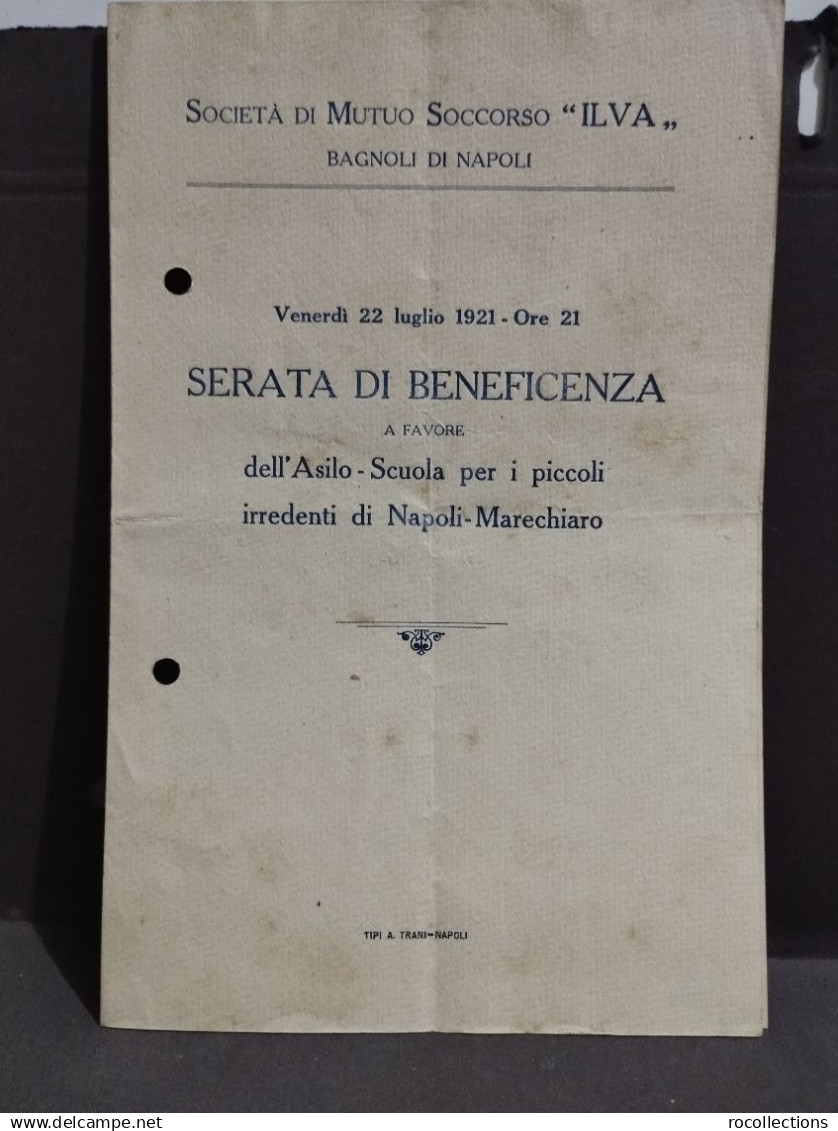 SOCIETÀ DI MUTUO SOCCORSO “ILVA„
BAGNOLI DI NAPOLI
Venerdì 22 luglio 1921 - Ore 21
SERATA DI BENEFICENZA
A FAVORE
dell'Asilo - Scuola per i piccoli
irredenti di Napoli - Marechiaro
TIPI A. TRANI-NAPOLI
delcampe.net
rocollections